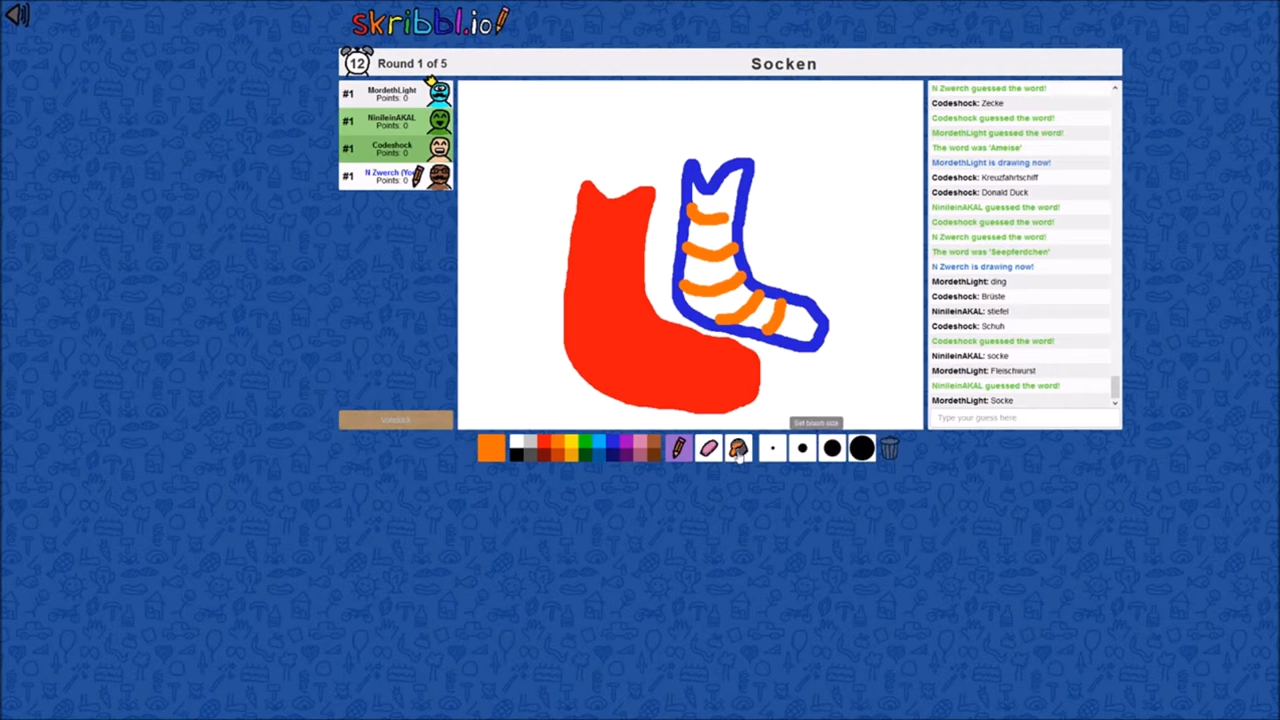 skribbl.io
12
Round 1 of 5
Socken
#1
MordethLight
Points: 0
#1
NinileinAKAL
Points: 0
#1
Codeshock
Points: 0
#1
N Zwerch (You
Points: 0
N Zwerch guessed the word!
Codeshock: Zecke
Codeshock guessed the word!
MordethLight guessed the word!
The word was 'Ameise'
MordethLight is drawing now!
Codeshock: Kreuzfahrtschiff
Codeshock: Donald Duck
NinileinAKAL guessed the word!
Codeshock guessed the word!
N Zwerch guessed the word!
The word was 'Seepferdchen'
N Zwerch is drawing now!
MordethLight: ding
Codeshock: Brüste
NinileinAKAL: stiefel
Codeshock: Schuh
Codeshock guessed the word!
NinileinAKAL: socke
MordethLight: Fleischwurst
NinileinAKAL guessed the word!
MordethLight: Socke
Type your guess here
Votekick
Set brush size